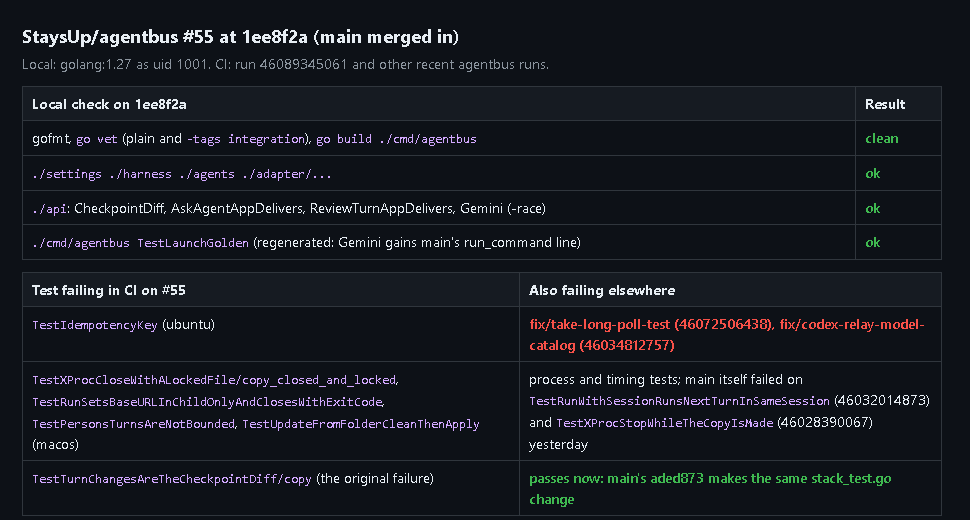 StaysUp/agentbus #55 at 1ee8f2a (main merged in)
Local: golang:1.27 as uid 1001. CI: run 46089345061 and other recent agentbus runs.
Local check on 1ee8f2a Result
gofmt, go vet (plain and -tags integration), go build ./cmd/agentbus clean
./settings ./harness ./agents ./adapter/... ok
./api: CheckpointDiff, AskAgentAppDelivers, ReviewTurnAppDelivers, Gemini (-race) ok
./cmd/agentbus TestLaunchGolden (regenerated: Gemini gains main's run_command line) ok
Test failing in CI on #55 Also failing elsewhere
TestIdempotencyKey (ubuntu)
fix/take-long-poll-test (46072506438), fix/codex-relay-model-
catalog (46034812757)
TestXProcCloseWithALockedFile/copy_closed_and_locked,
TestRunSetsBaseURLInChildOnlyAndClosesWithExitCode,
TestPersonsTurnsAreNotBounded, TestUpdateFromFolderCleanThenApply
(macos)
process and timing tests; main itself failed on
TestRunWithSessionRunsNextTurnInSameSession (46032014873)
and TestXProcStopWhileTheCopyIsMade (46028390067)
yesterday
TestTurnChangesAreTheCheckpointDiff/copy (the original failure)
passes now: main's aded873 makes the same stack_test.go
change